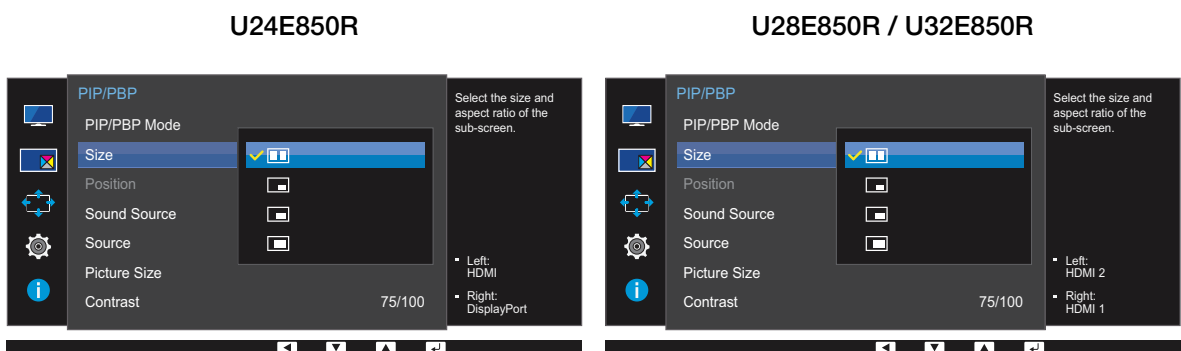 U24E850R
PIP/PBP
PIP/PBP Mode
Size
Position
Sound Source
Source
Picture Size
Contrast 75/100
Select the size and
aspect ratio of the
sub-screen.
Left:
HDMI
Right:
DisplayPort
U28E850R / U32E850R
PIP/PBP
PIP/PBP Mode
Size
Position
Sound Source
Source
Picture Size
Contrast 75/100
Select the size and
aspect ratio of the
sub-screen.
Left:
HDMI 2
Right:
HDMI 1